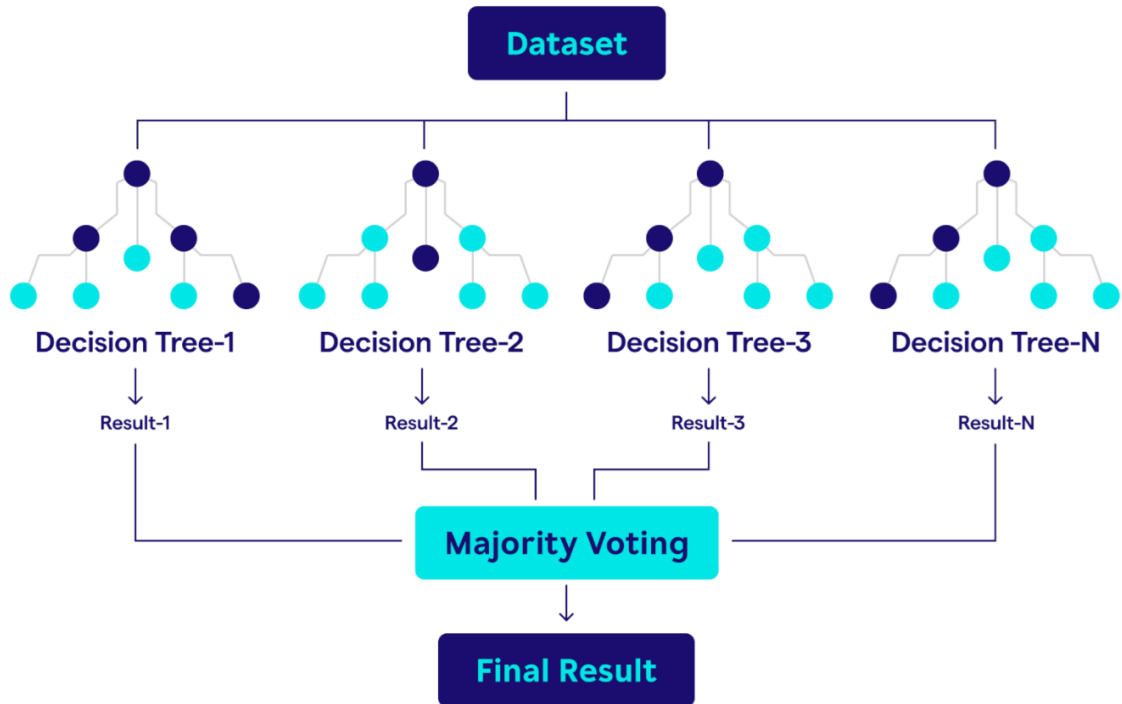 Dataset
Decision Tree-1
Decision Tree-2
Decision Tree-3
Decision Tree-N
Result-1
Result-2
Result-3
Result-N
Majority Voting
Final Result